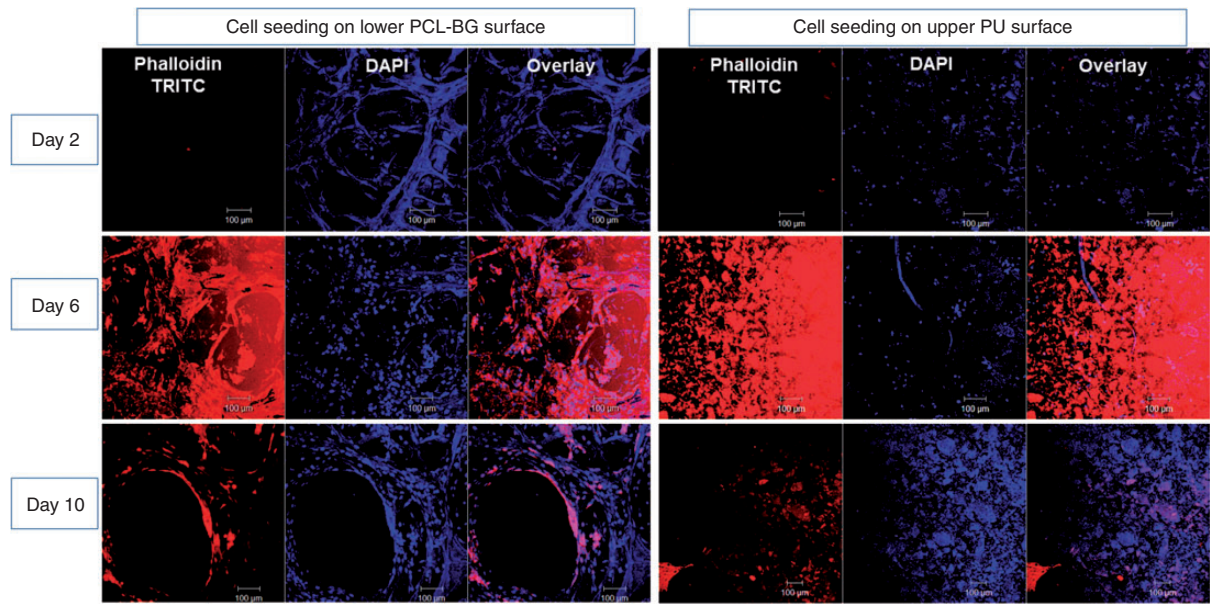 Cell seeding on lower PCL-BG surface
Cell seeding on upper PU surface
Day 2
Phalloidin
TRITC
DAPI
Overlay
100 µm
100 µm
100 µm
Phalloidin
TRITC
DAPI
Overlay
100 µm
100 µm
100 µm
Day 6
100 µm
100 µm
100 µm
100 µm
100 µm
100 µm
Day 10
100 µm
100 µm
100 µm
100 µm
100 µm
100 µm